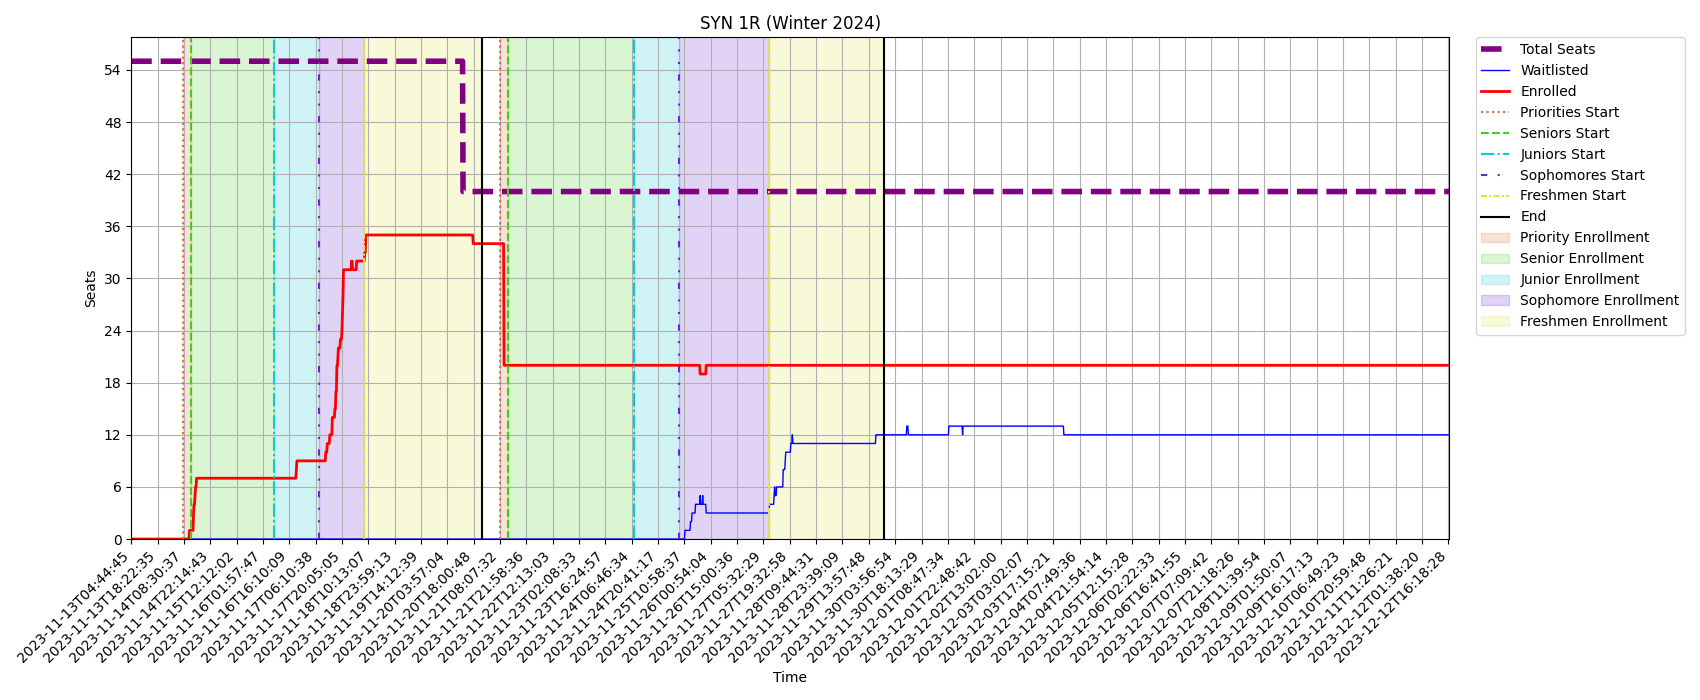 SYN 1R (Winter 2024)
Seats
54
48
42
36
30
24
18
12
6
0
2023-11-13T04:44:45
2023-11-13T18:22:35
2023-11-14T08:30:37
2023-11-14T22:14:43
2023-11-15T12:12:02
2023-11-16T01:57:47
2023-11-16T16:10:09
2023-11-17T06:10:38
2023-11-17T20:05:05
2023-11-18T10:13:07
2023-11-18T23:59:13
2023-11-19T14:12:39
2023-11-20T03:57:04
2023-11-20T18:00:48
2023-11-21T08:07:32
2023-11-21T21:58:36
2023-11-22T12:13:03
2023-11-23T02:08:33
2023-11-23T16:24:57
2023-11-24T06:46:34
2023-11-24T20:41:17
2023-11-25T10:58:37
2023-11-26T00:54:04
2023-11-26T15:00:36
2023-11-27T05:32:29
2023-11-27T19:32:58
2023-11-28T09:44:31
2023-11-28T23:39:09
2023-11-29T13:57:48
2023-11-30T03:56:54
2023-11-30T18:13:29
2023-12-01T08:47:34
2023-12-01T22:48:42
2023-12-02T13:02:00
2023-12-03T03:02:07
2023-12-03T17:15:21
2023-12-04T07:49:36
2023-12-04T21:54:14
2023-12-05T12:15:28
2023-12-06T02:22:33
2023-12-06T16:41:55
2023-12-07T07:09:42
2023-12-07T21:18:26
2023-12-08T11:39:54
2023-12-09T01:50:07
2023-12-09T16:17:13
2023-12-10T06:49:23
2023-12-10T20:59:48
2023-12-11T11:26:21
2023-12-12T01:38:20
2023-12-12T16:18:28
Time
Total Seats
Waitlisted
Enrolled
Priorities Start
Seniors Start
Juniors Start
Sophomores Start
Freshmen Start
End
Priority Enrollment
Senior Enrollment
Junior Enrollment
Sophomore Enrollment
Freshmen Enrollment